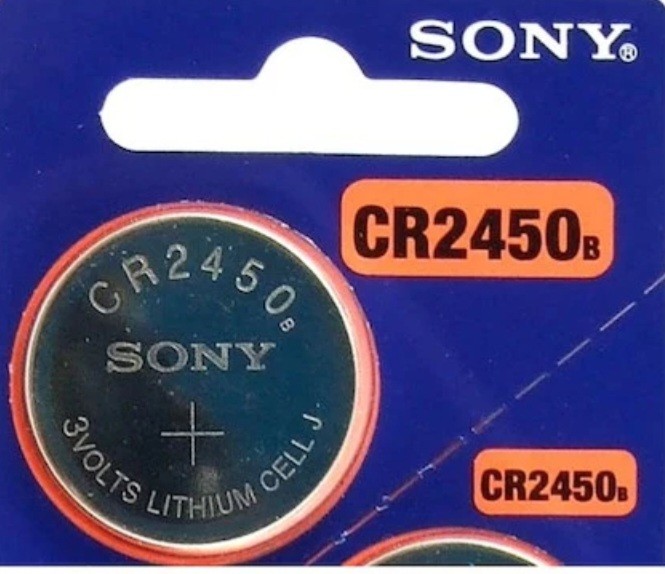 SONY®
CR2450B
CR2450B
SONY
+
3VOLTS LITHIUM CELL J
CR2450B